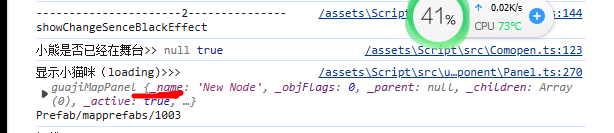 --------------------2--------------
/assets/Script
ts:144
showChangeSenceBlackEffect
41%
↑ 0.02K/s
CPU 73℃
小能是否已经在舞台>> null true
/assets/Script/src/Comopen.ts:123
显示小猫咪（loading)>>>
/assets/Script/src/u…ponent/Panel.ts:270
guajiMapPanel {_name: 'New Node', _objFlags: 0, _parent: null, _children: Array
(0), _active: true, …}
Prefab/mapprefabs/1003